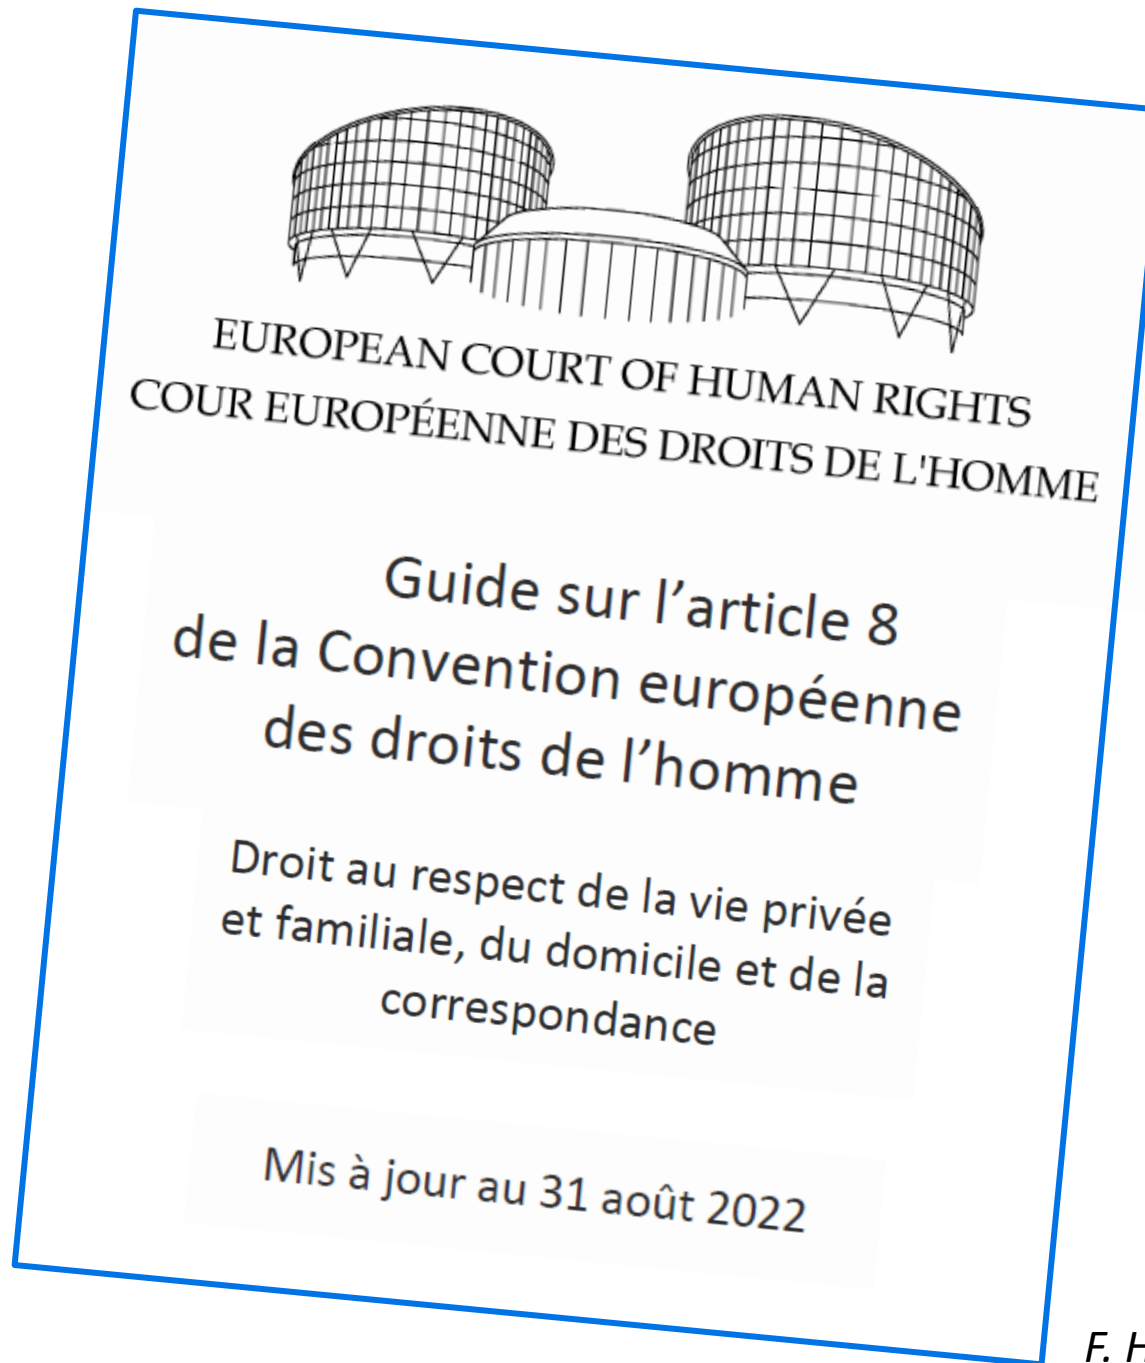 EUROPEAN COURT OF HUMAN RIGHTS
COUR EUROPÉENNE DES DROITS DE L'HOMME
Guide sur l’article 8
de la Convention européenne
des droits de l’homme
Droit au respect de la vie privée
et familiale, du domicile et de la
correspondance
Mis à jour au 31 août 2022
F. H